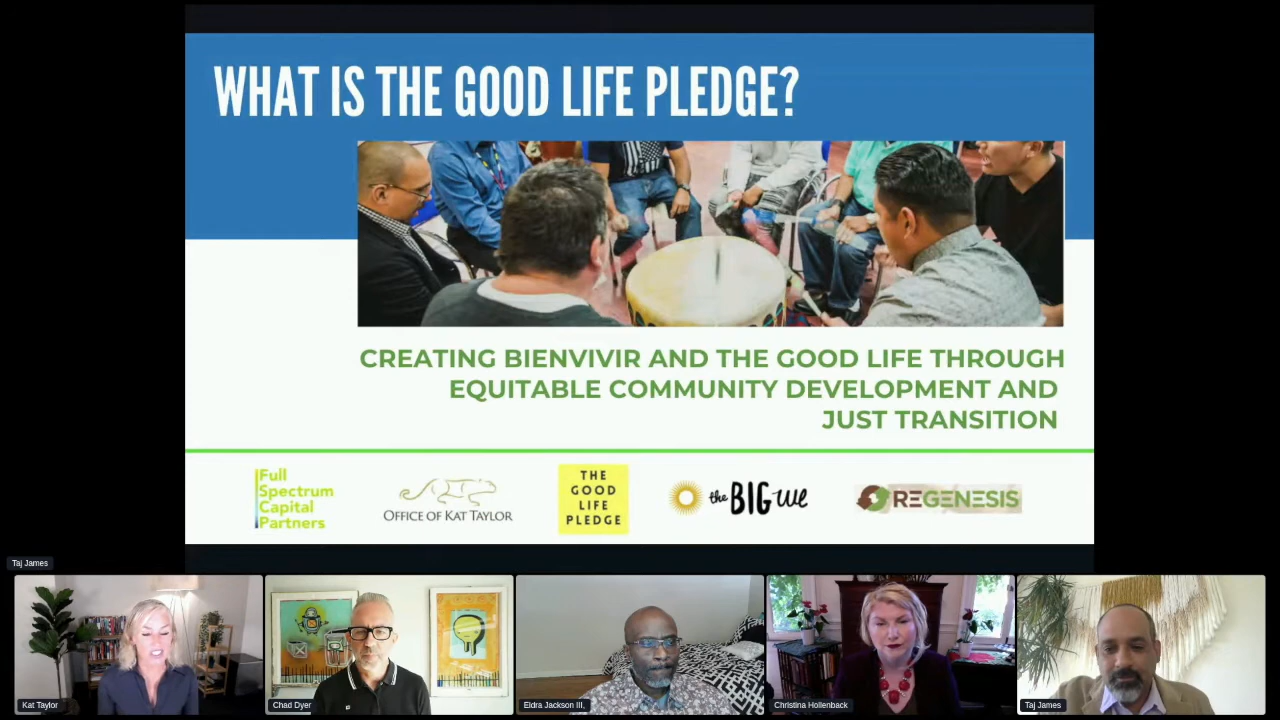 WHAT IS THE GOOD LIFE PLEDGE?
CREATING BIENVIVIR AND THE GOOD LIFE THROUGH
EQUITABLE COMMUNITY DEVELOPMENT AND
JUST TRANSITION
Full
Spectrum
Capital
Partners
OFFICE OF KAT TAYLOR
THE
GOOD
LIFE
PLEDGE
the BIG we
REGENESIS
Taj James
Kat Taylor
Chad Dyer
Eldra Jackson III,
Christina Hollenback
Taj James